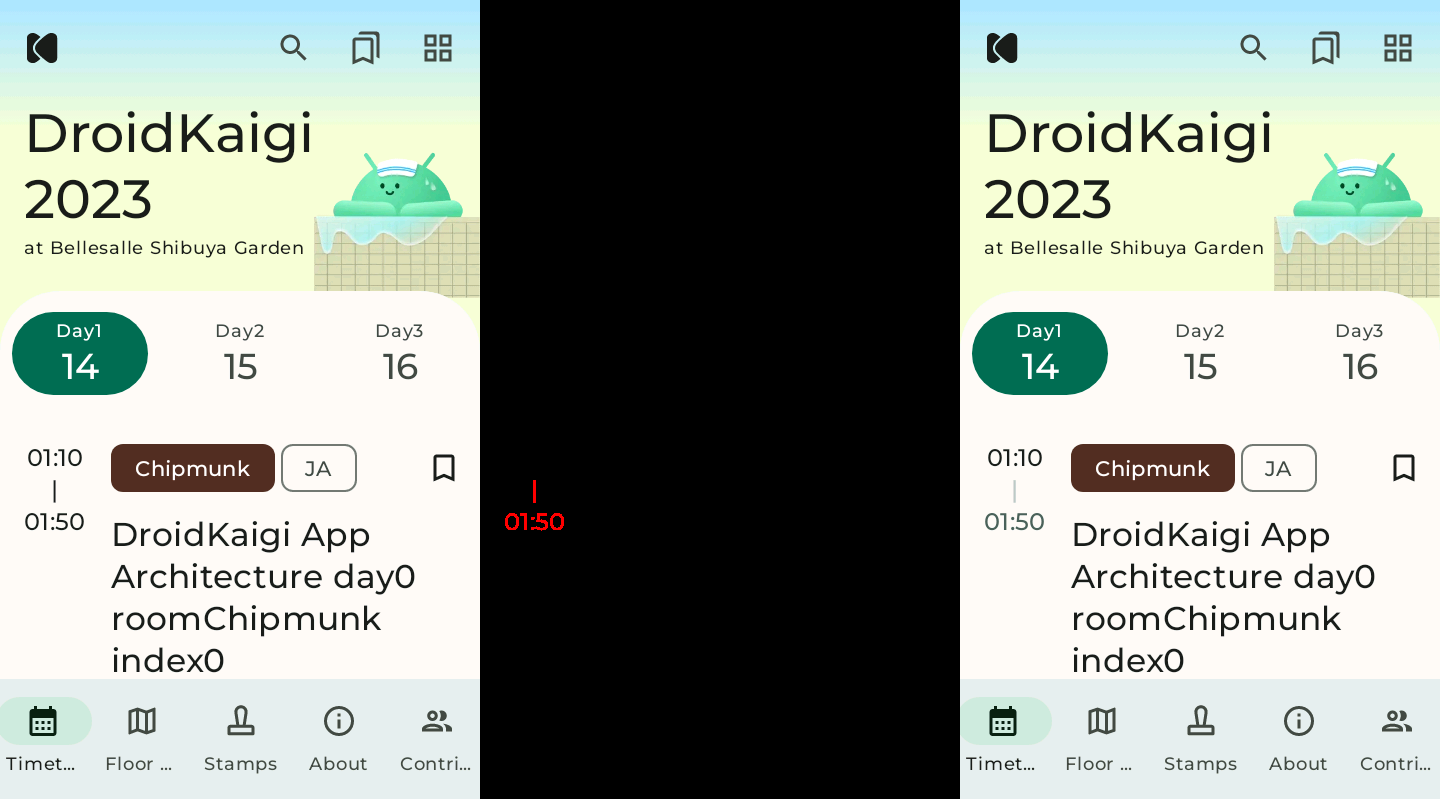 DroidKaigi
2023
at Bellesalle Shibuya Garden
Day1
14
Day2
15
Day3
16
01:10
01:50
Chipmunk
JA
DroidKaigi App
Architecture day0
roomChipmunk
index0
Timet...
Floor ...
Stamps
About
Contri...
01:50
DroidKaigi
2023
at Bellesalle Shibuya Garden
Day1
14
Day2
15
Day3
16
01:10
01:50
Chipmunk
JA
DroidKaigi App
Architecture day0
roomChipmunk
index0
Timet...
Floor ...
Stamps
About
Contri...